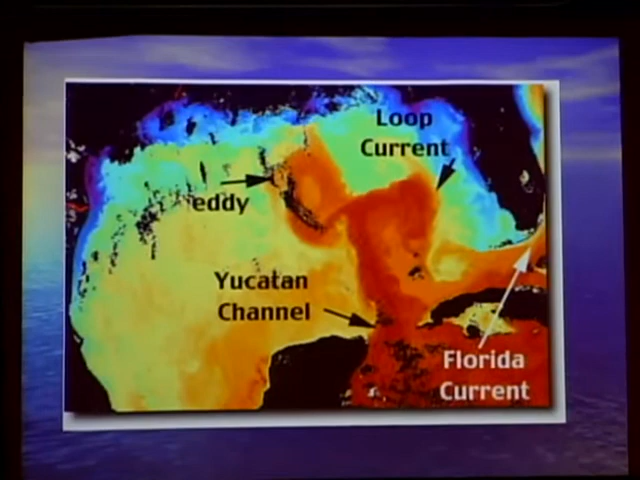 Loop
Current
eddy
Yucatan
Channel
Florida
Current